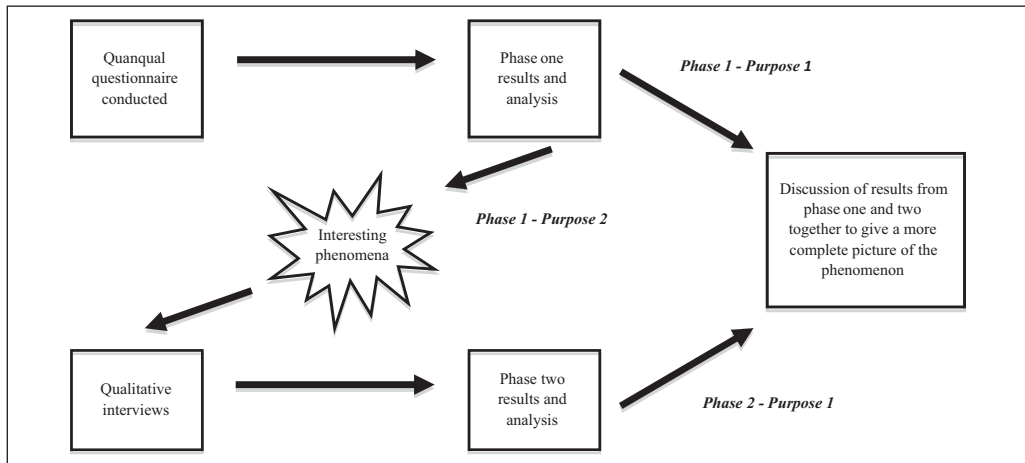 Quanqual
questionnaire
conducted
Phase one
results and
analysis
Phase 1 - Purpose 1
Interesting
phenomena
Phase 1 - Purpose 2
Discussion of results from
phase one and two
together to give a more
complete picture of the
phenomenon
Qualitative
interviews
Phase two
results and
analysis
Phase 2 - Purpose 1